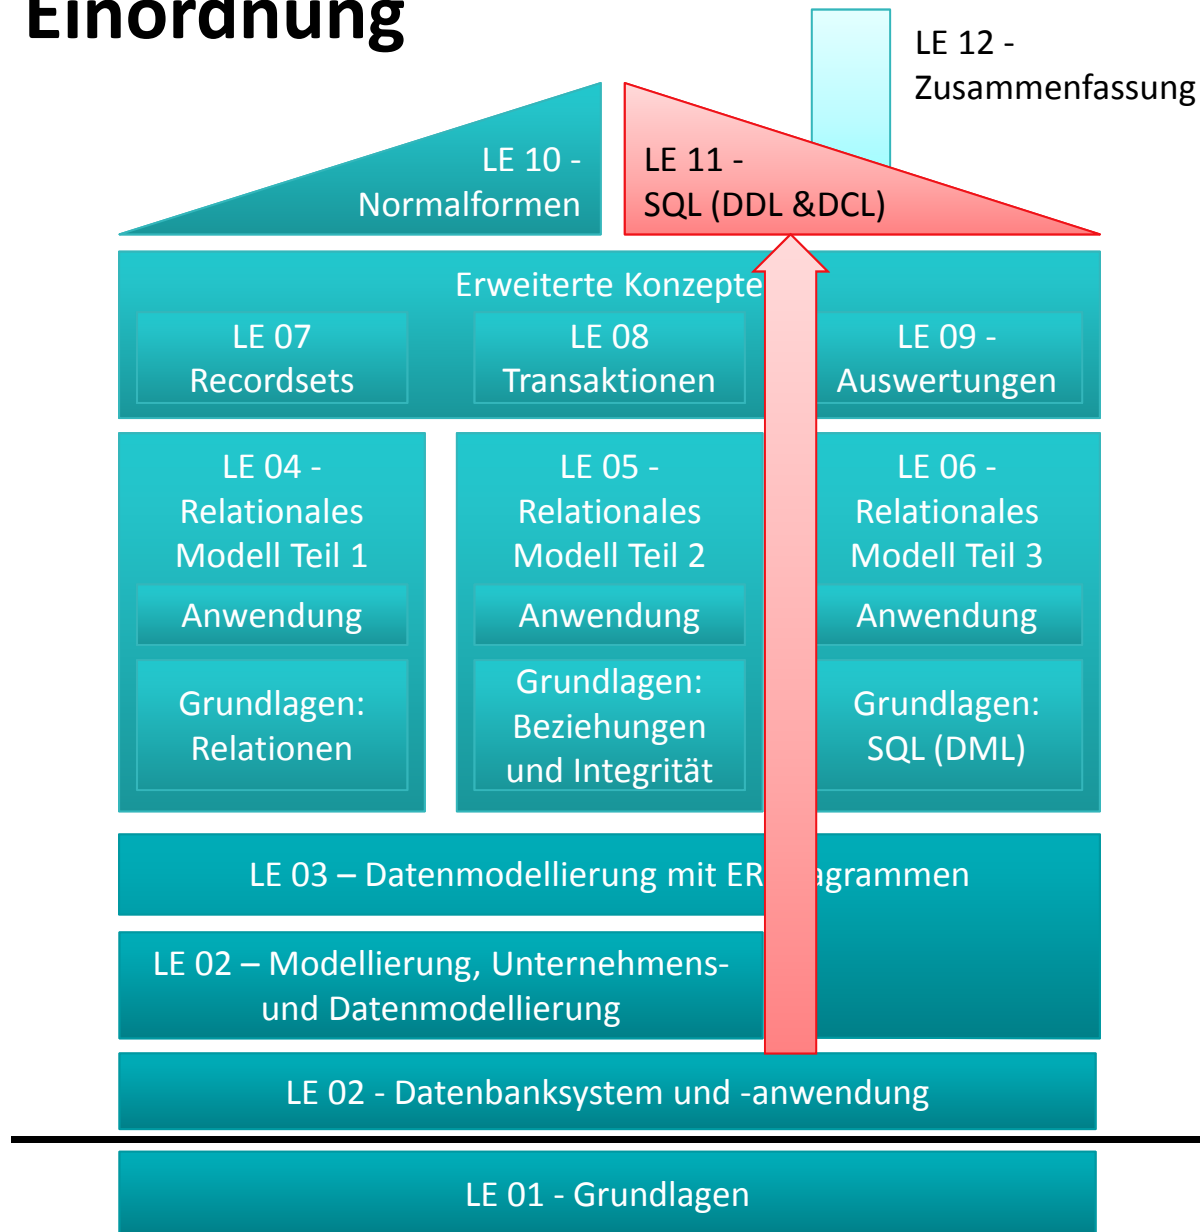 Einordnung
LE 12 -
Zusammenfassung
LE 10 -
Normalformen
LE 11 -
SQL (DDL &DCL)
Erweiterte Konzepte
LE 07
Recordsets
LE 08
Transaktionen
LE 09 -
Auswertungen
LE 04 -
Relationales
Modell Teil 1
Anwendung
Grundlagen:
Relationen
LE 05 -
Relationales
Modell Teil 2
Anwendung
Grundlagen:
Beziehungen
und Integrität
LE 06 -
Relationales
Modell Teil 3
Anwendung
Grundlagen:
SQL (DML)
LE 03 – Datenmodellierung mit ER agrammen
LE 02 – Modellierung, Unternehmens-
und Datenmodellierung
LE 02 - Datenbanksystem und -anwendung
LE 01 - Grundlagen